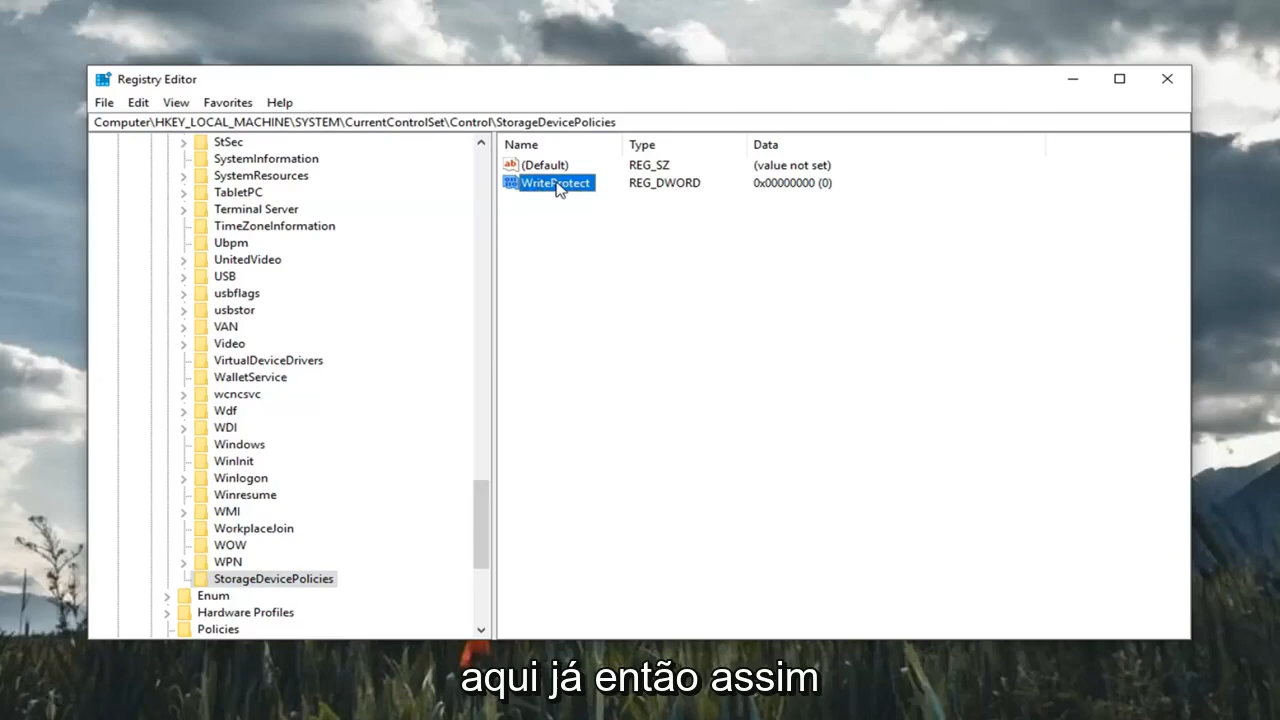 Registry Editor
File Edit View Favorites Help
Computer\HKEY_LOCAL_MACHINE\SYSTEM\CurrentControlSet\Control\StorageDevicePolicies
StSec
SystemInformation
SystemResources
TabletPC
Terminal Server
TimeZoneInformation
Ubpm
UnitedVideo
USB
usbflags
usbstor
VAN
Video
VirtualDeviceDrivers
WalletService
wcncsvc
Wdf
WDI
Windows
WinInit
Winlogon
Winresume
WMI
WorkplaceJoin
WOW
WPN
StorageDevicePolicies
Enum
Hardware Profiles
Policies
Name Type Data
(Default) REG_SZ (value not set)
WriteProtect REG_DWORD 0x00000000 (0)
aqui já então assim